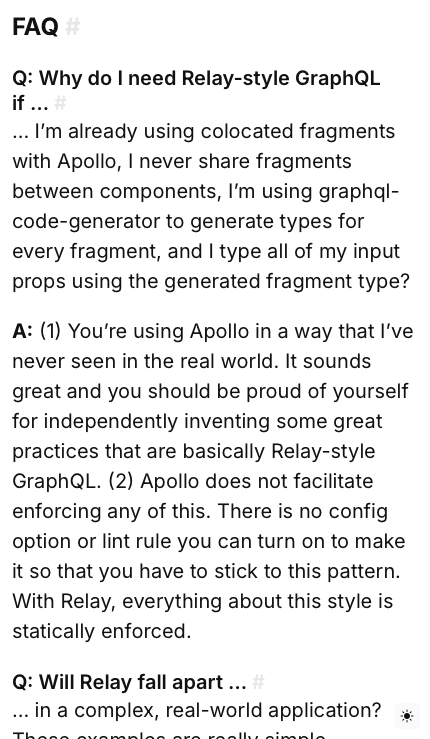 FAQ #
Q: Why do I need Relay-style GraphQL
if … #
… I’m already using colocated fragments
with Apollo, I never share fragments
between components, I’m using graphql-
code-generator to generate types for
every fragment, and I type all of my input
props using the generated fragment type?
A: (1) You’re using Apollo in a way that I’ve
never seen in the real world. It sounds
great and you should be proud of yourself
for independently inventing some great
practices that are basically Relay-style
GraphQL. (2) Apollo does not facilitate
enforcing any of this. There is no config
option or lint rule you can turn on to make
it so that you have to stick to this pattern.
With Relay, everything about this style is
statically enforced.
Q: Will Relay fall apart … #
… in a complex, real-world application?
These examples are really simple